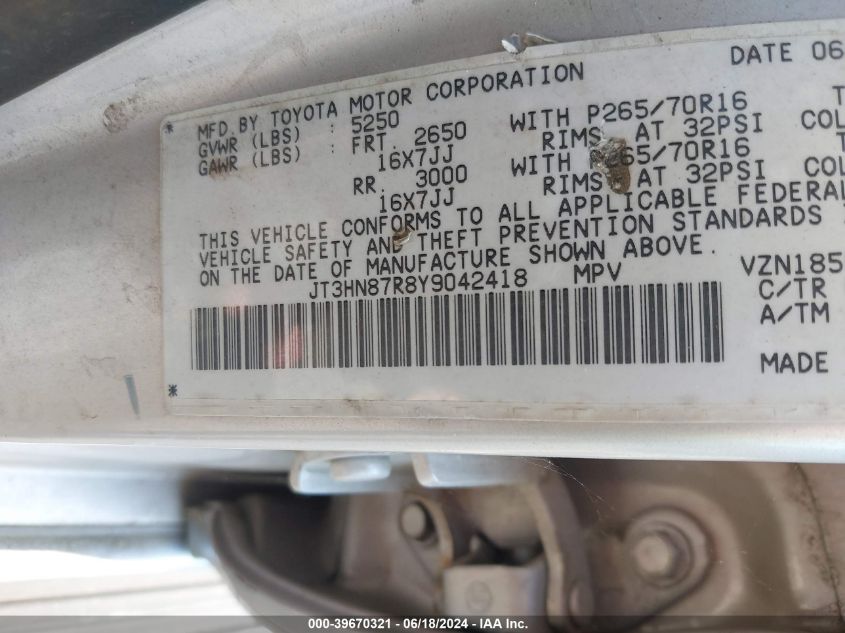 DATE 06
MFD. BY TOYOTA MOTOR CORPORATION
GVWR (LBS) : 5250
GAWR (LBS) : FRT. 2650 WITH P265/70R16
16X7JJ RIMS, AT 32PSI COL
RR. 3000 WITH P265/70R16
16X7JJ RIMS, AT 32PSI COL
THIS VEHICLE CONFORMS TO ALL APPLICABLE FEDERAL
VEHICLE SAFETY AND THEFT PREVENTION STANDARDS
ON THE DATE OF MANUFACTURE SHOWN ABOVE.
JT3HN87R8Y9042418 MPV VZN185
C/TR
A/TM
MADE
000-39670321 - 06/18/2024 - IAA Inc.